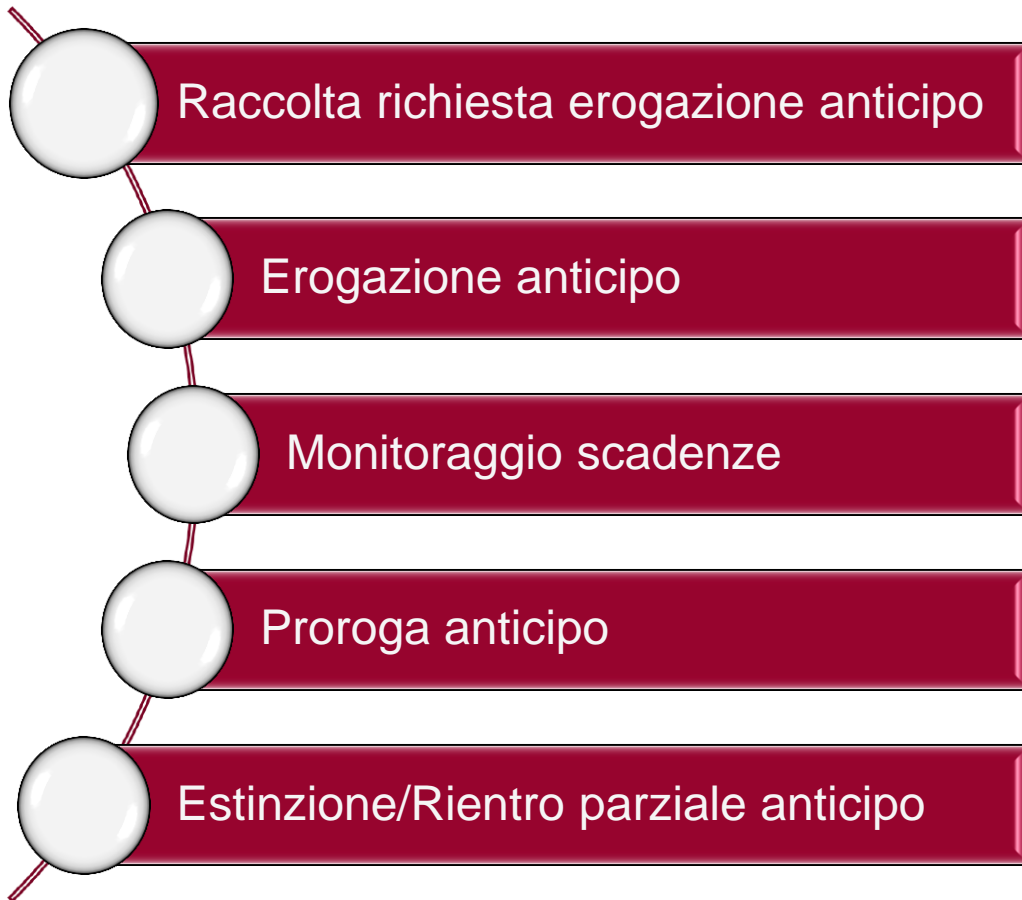 Raccolta richiesta erogazione anticipo
Erogazione anticipo
Monitoraggio scadenze
Proroga anticipo
Estinzione/Rientro parziale anticipo